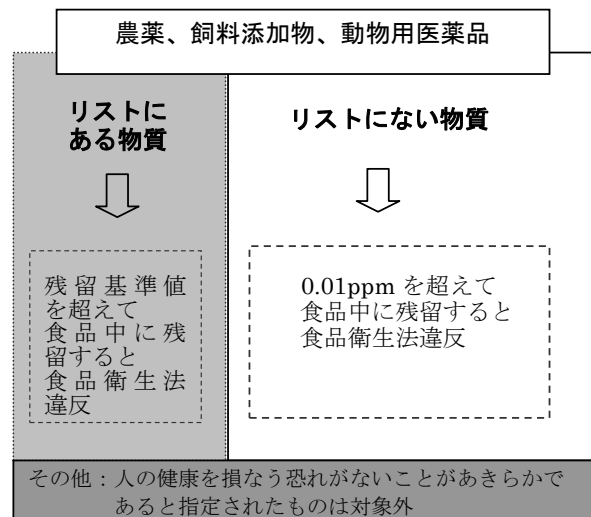 農薬、飼料添加物、動物用医薬品
リストに
ある物質
リストにない物質
残留基準値
を超えて
食品中に残
留すると
食品衛生法
違反
0.01ppm を超えて
食品中に残留すると
食品衛生法違反
その他：人の健康を損なう恐れがないことがあきらかで
あると指定されたものは対象外